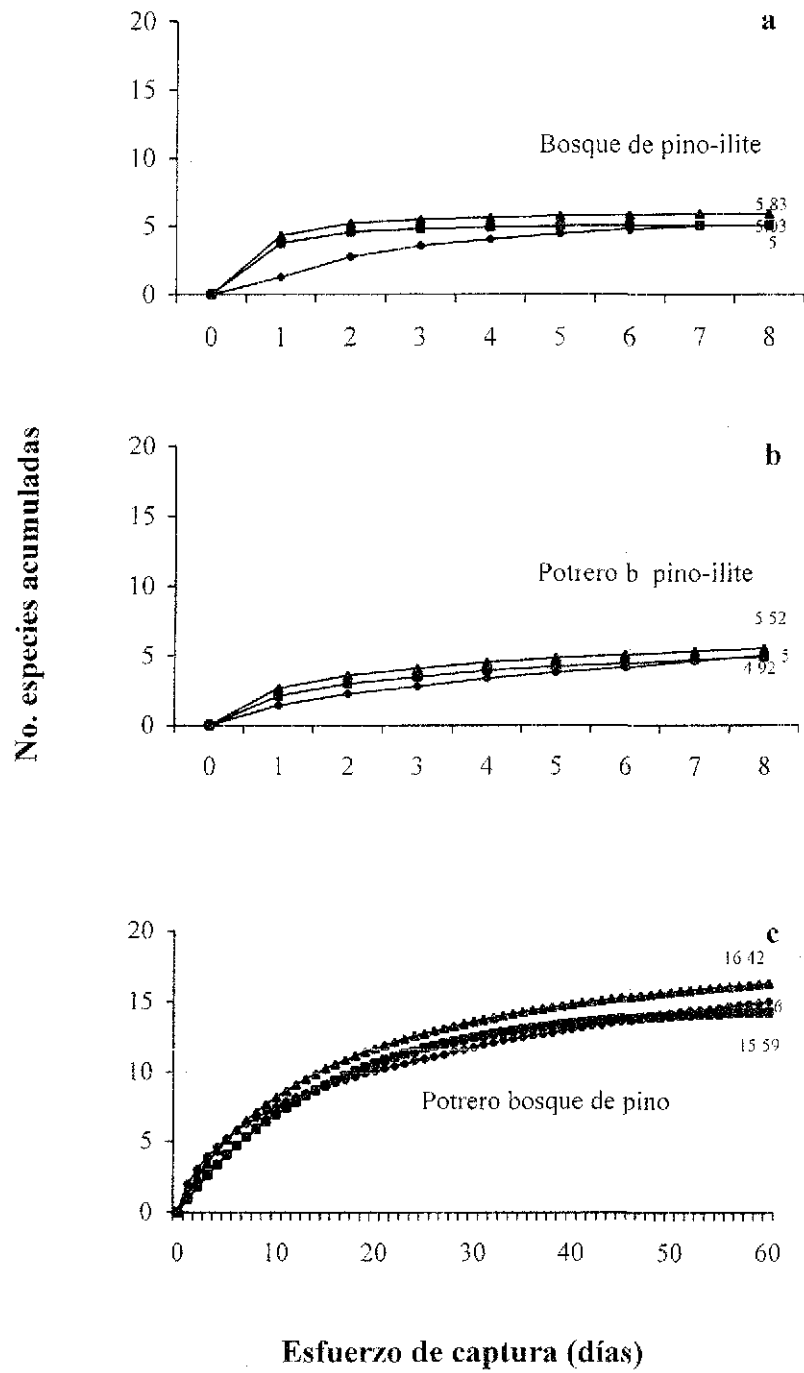 a
20
15
10
5
0
Bosque de pino-ilite
5.83
5.03
5
0 1 2 3 4 5 6 7 8
No. especies acumuladas
b
20
15
10
5
0
Potrero b pino-ilite
5 52
5
4 92
0 1 2 3 4 5 6 7 8
c
20
15
10
5
0
16 42
15 59
Potrero bosque de pino
0 10 20 30 40 50 60
Esfuerzo de captura (días)